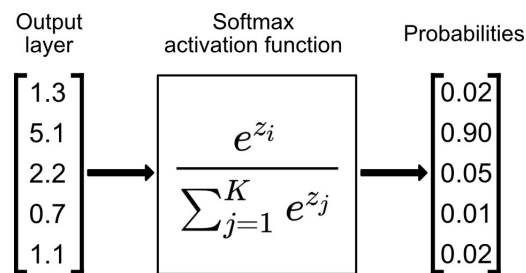 Output
layer
Softmax
activation function
Probabilities
1.3
5.1
2.2
0.7
1.1
e^{z_i}
∑_{j=1}^{K} e^{z_j}
0.02
0.90
0.05
0.01
0.02